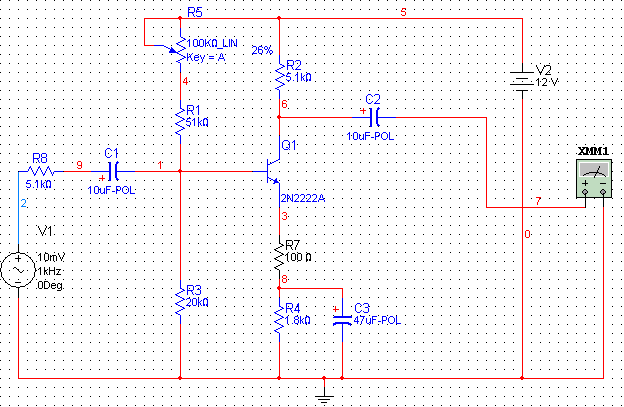 R5
5
100KΩ_LIN
Key = A
26%
R2
5.1kΩ
V2
12 V
4
R1
51kΩ
6
C2
+
10uF-POL
XMM1
+
−
Q1
2N2222A
R8
5.1kΩ
9
C1
+
10uF-POL
1
2
3
7
0
V1
10mV
1kHz
0Deg
R7
100 Ω
8
R3
20kΩ
R4
1.8kΩ
+
C3
47uF-POL